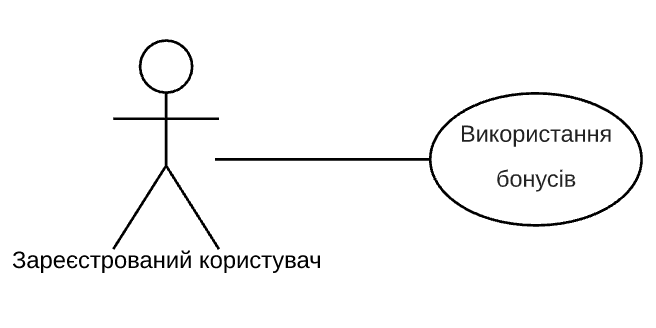 Використання
бонусів
Зареєстрований користувач